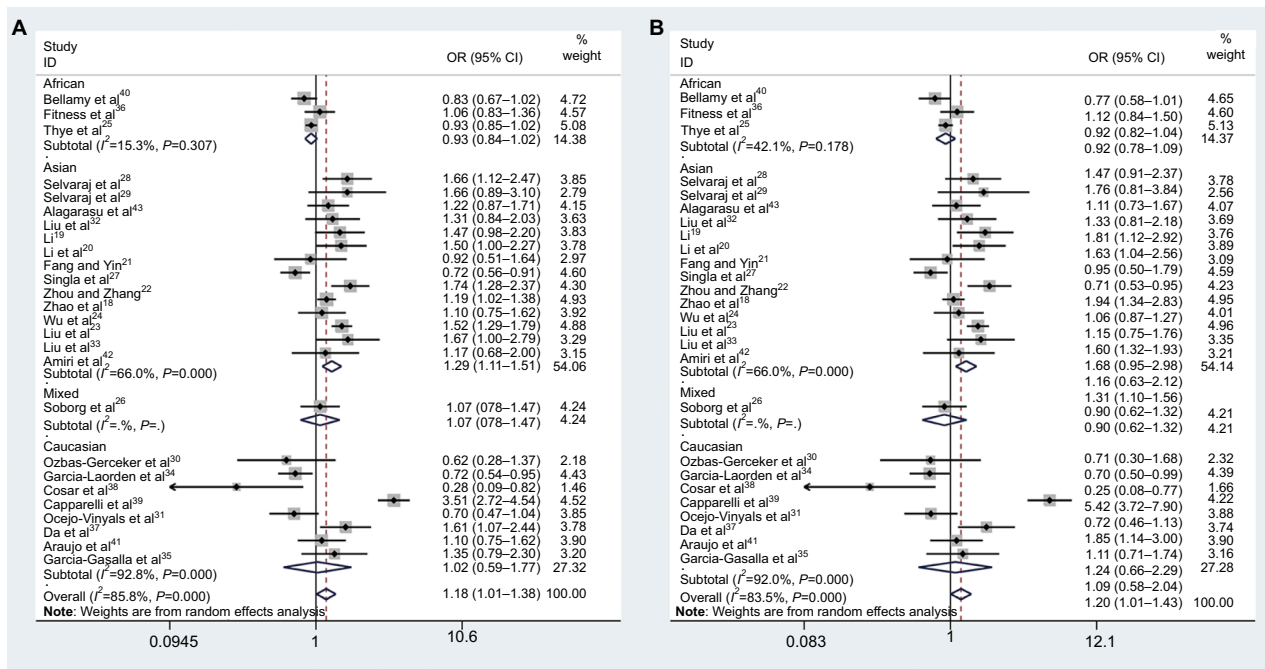 A
Study
ID
OR (95% CI)
%
weight
African
Bellamy et al40 0.83 (0.67–1.02) 4.72
Fitness et al36 1.06 (0.83–1.36) 4.57
Thye et al25 0.93 (0.85–1.02) 5.08
Subtotal (I2=15.3%, P=0.307) 0.93 (0.84–1.02) 14.38
.
Asian
Selvaraj et al28 1.66 (1.12–2.47) 3.85
Selvaraj et al29 1.66 (0.89–3.10) 2.79
Alagarasu et al43 1.22 (0.87–1.71) 4.15
Liu et al32 1.31 (0.84–2.03) 3.63
Li19 1.47 (0.98–2.20) 3.83
Li et al20 1.50 (1.00–2.27) 3.78
Fang and Yin21 0.92 (0.51–1.64) 2.97
Singla et al27 0.72 (0.56–0.91) 4.60
Zhou and Zhang22 1.74 (1.28–2.37) 4.30
Zhao et al18 1.19 (1.02–1.38) 4.93
Wu et al24 1.10 (0.75–1.62) 3.92
Liu et al23 1.52 (1.29–1.79) 4.88
Liu et al33 1.67 (1.00–2.79) 3.29
Amiri et al42 1.17 (0.68–2.00) 3.15
Subtotal (I2=66.0%, P=0.000) 1.29 (1.11–1.51) 54.06
.
Mixed
Soborg et al26 1.07 (078–1.47) 4.24
Subtotal (I2=.%, P=.) 1.07 (078–1.47) 4.24
.
Caucasian
Ozbas-Gerceker et al30 0.62 (0.28–1.37) 2.18
Garcia-Laorden et al34 0.72 (0.54–0.95) 4.43
Cosar et al38 0.28 (0.09–0.82) 1.46
Capparelli et al39 3.51 (2.72–4.54) 4.52
Ocejo-Vinyals et al31 0.70 (0.47–1.04) 3.85
Da et al37 1.61 (1.07–2.44) 3.78
Araujo et al41 1.10 (0.75–1.62) 3.90
Garcia-Gasalla et al35 1.35 (0.79–2.30) 3.20
Subtotal (I2=92.8%, P=0.000) 1.02 (0.59–1.77) 27.32
.
Overall (I2=85.8%, P=0.000) 1.18 (1.01–1.38) 100.00
Note: Weights are from random effects analysis
0.0945 1 10.6
B
Study
ID
OR (95% CI)
%
weight
African
Bellamy et al40 0.77 (0.58–1.01) 4.65
Fitness et al36 1.12 (0.84–1.50) 4.60
Thye et al25 0.92 (0.82–1.04) 5.13
Subtotal (I2=42.1%, P=0.178) 0.92 (0.78–1.09) 14.37
.
Asian
Selvaraj et al28 1.47 (0.91–2.37) 3.78
Selvaraj et al29 1.76 (0.81–3.84) 2.56
Alagarasu et al43 1.11 (0.73–1.67) 4.07
Liu et al32 1.33 (0.81–2.18) 3.69
Li19 1.81 (1.12–2.92) 3.76
Li et al20 1.63 (1.04–2.56) 3.89
Fang and Yin21 0.95 (0.50–1.79) 3.09
Singla et al27 0.71 (0.53–0.95) 4.59
Zhou and Zhang22 1.94 (1.34–2.83) 4.23
Zhao et al18 1.06 (0.87–1.27) 4.95
Wu et al24 1.15 (0.75–1.76) 4.01
Liu et al23 1.60 (1.32–1.93) 4.96
Liu et al33 1.68 (0.95–2.98) 3.35
Amiri et al42 1.16 (0.63–2.12) 3.21
Subtotal (I2=66.0%, P=0.000) 1.31 (1.10–1.56) 54.14
.
Mixed
Soborg et al26 0.90 (0.62–1.32) 4.21
Subtotal (I2=.%, P=.) 0.90 (0.62–1.32) 4.21
.
Caucasian
Ozbas-Gerceker et al30 0.71 (0.30–1.68) 2.32
Garcia-Laorden et al34 0.70 (0.50–0.99) 4.39
Cosar et al38 0.25 (0.08–0.77) 1.66
Capparelli et al39 5.42 (3.72–7.90) 4.22
Ocejo-Vinyals et al31 0.72 (0.46–1.13) 3.88
Da et al37 1.85 (1.14–3.00) 3.74
Araujo et al41 1.11 (0.71–1.74) 3.90
Garcia-Gasalla et al35 1.24 (0.66–2.29) 3.16
Subtotal (I2=92.0%, P=0.000) 1.09 (0.58–2.04) 27.28
.
Overall (I2=83.5%, P=0.000) 1.20 (1.01–1.43) 100.00
Note: Weights are from random effects analysis
0.083 1 12.1